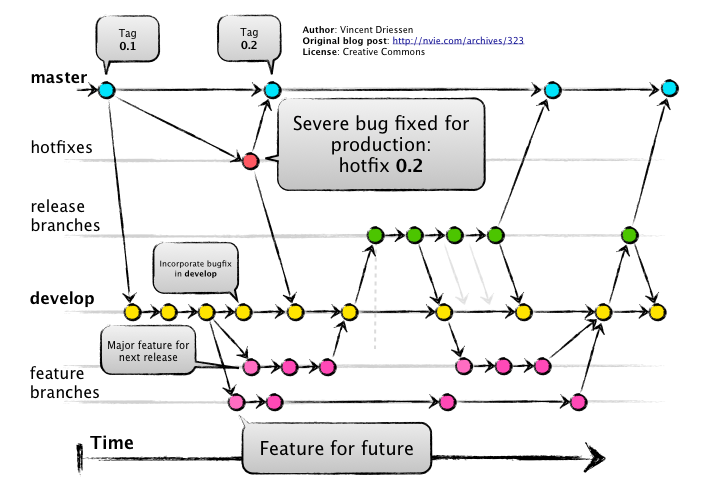 Tag
0.1
Tag
0.2
Author: Vincent Driessen
Original blog post: http://nvie.com/archives/323
License: Creative Commons
master
Severe bug fixed for
production:
hotfix 0.2
hotfixes
release
branches
Incorporate bugfix
in develop
develop
Major feature for
next release
feature
branches
Time
Feature for future